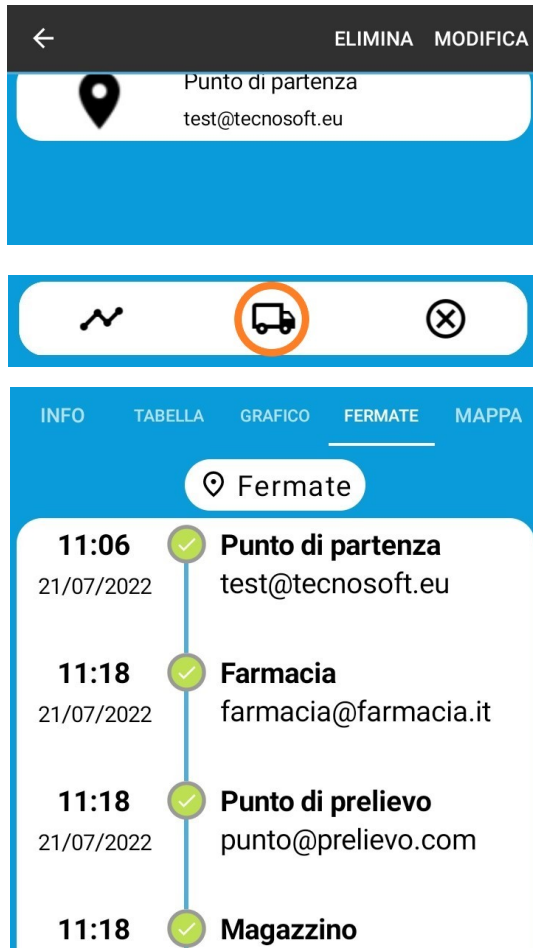 ELIMINA MODIFICA
Punto di partenza
test@tecnosoft.eu
INFO TABELLA GRAFICO FERMATE MAPPA
Fermate
11:06 Punto di partenza
21/07/2022 test@tecnosoft.eu
11:18 Farmacia
21/07/2022 farmacia@farmacia.it
11:18 Punto di prelievo
21/07/2022 punto@prelievo.com
11:18 Magazzino